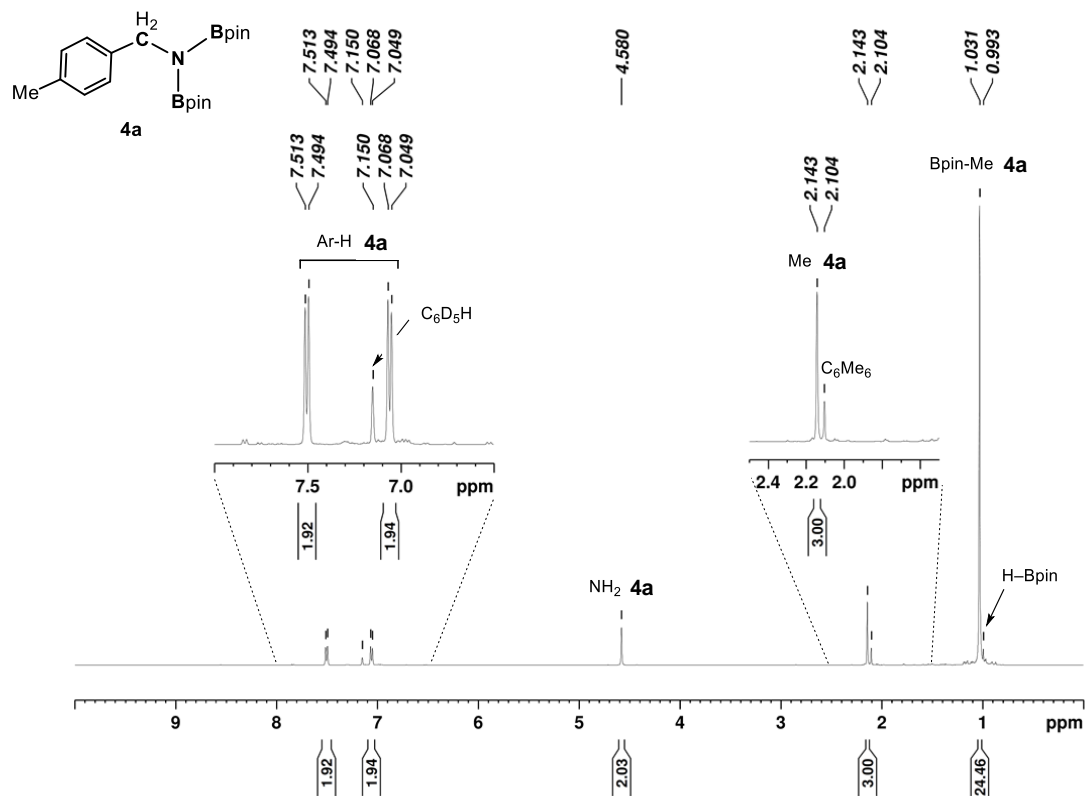 H2
C
N
Bpin
Bpin
Me
4a
7.513
7.494
7.150
7.068
7.049
4.580
2.143
2.104
1.031
0.993
7.513
7.494
7.150
7.068
7.049
2.143
2.104
Bpin-Me 4a
Ar-H 4a
Me 4a
C6D5H
C6Me6
7.5 7.0 ppm
2.4 2.2 2.0 ppm
1.92
1.94
3.00
NH2 4a
H–Bpin
9 8 7 6 5 4 3 2 1 ppm
1.92
1.94
2.03
3.00
24.46